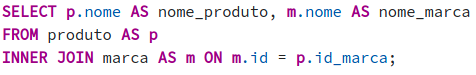 SELECT p.nome AS nome_produto, m.nome AS nome_marca
FROM produto AS p
INNER JOIN marca AS m ON m.id = p.id_marca;